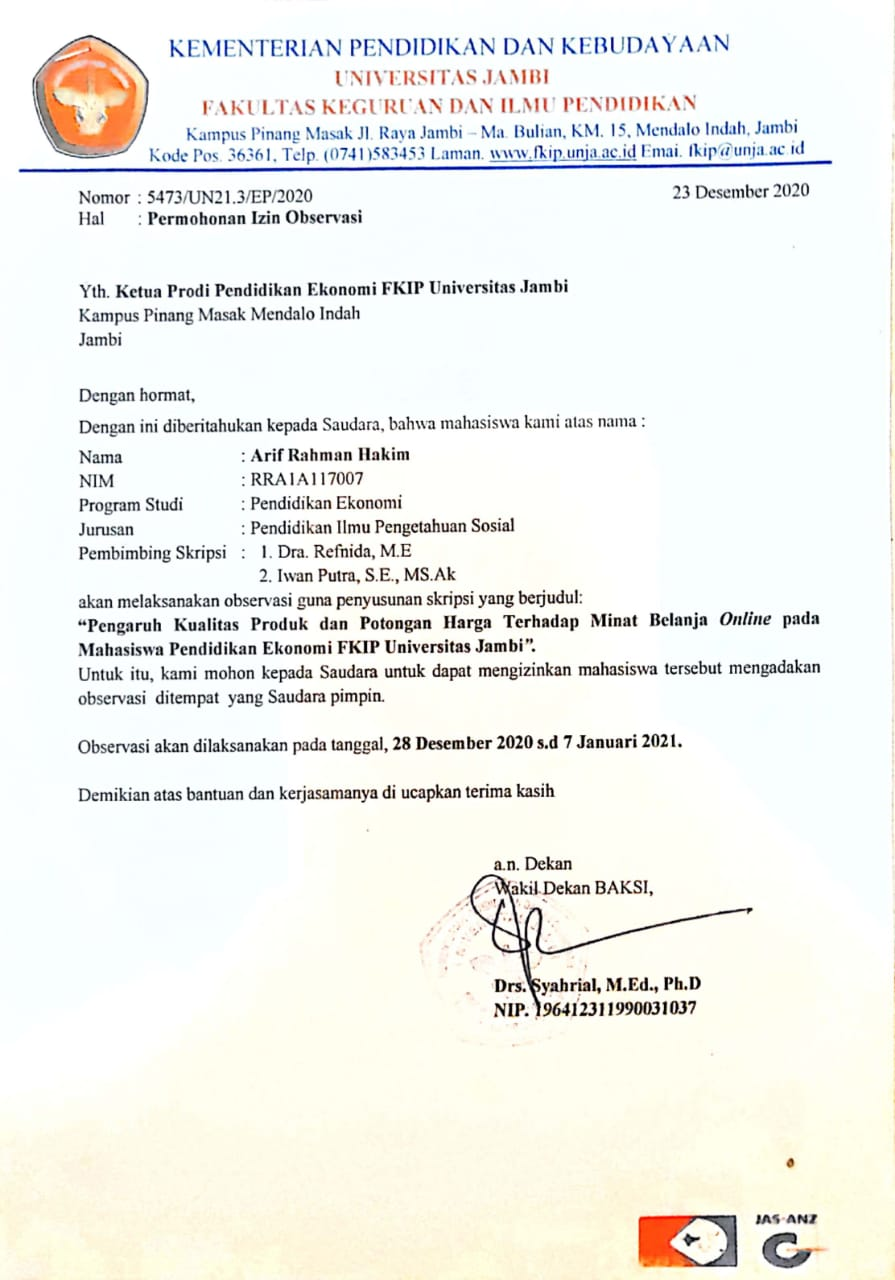 KEMENTERIAN PENDIDIKAN DAN KEBUDAYAAN
UNIVERSITAS JAMBI
FAKULTAS KEGURUAN DAN ILMU PENDIDIKAN
Kampus Pinang Masak Jl. Raya Jambi – Ma. Bulian, KM. 15, Mendalo Indah, Jambi
Kode Pos. 36361, Telp. (0741)583453 Laman. www.fkip.unja.ac.id Emai. fkip@unja.ac.id
Nomor : 5473/UN21.3/EP/2020 23 Desember 2020
Hal : Permohonan Izin Observasi
Yth. Ketua Prodi Pendidikan Ekonomi FKIP Universitas Jambi
Kampus Pinang Masak Mendalo Indah
Jambi
Dengan hormat,
Dengan ini diberitahukan kepada Saudara, bahwa mahasiswa kami atas nama :
Nama : Arif Rahman Hakim
NIM : RRA1A117007
Program Studi : Pendidikan Ekonomi
Jurusan : Pendidikan Ilmu Pengetahuan Sosial
Pembimbing Skripsi : 1. Dra. Refnida, M.E
2. Iwan Putra, S.E., MS.Ak
akan melaksanakan observasi guna penyusunan skripsi yang berjudul:
“Pengaruh Kualitas Produk dan Potongan Harga Terhadap Minat Belanja Online pada
Mahasiswa Pendidikan Ekonomi FKIP Universitas Jambi”.
Untuk itu, kami mohon kepada Saudara untuk dapat mengizinkan mahasiswa tersebut mengadakan
observasi ditempat yang Saudara pimpin.
Observasi akan dilaksanakan pada tanggal, 28 Desember 2020 s.d 7 Januari 2021.
Demikian atas bantuan dan kerjasamanya di ucapkan terima kasih
a.n. Dekan
Wakil Dekan BAKSI,
Drs. Syahrial, M.Ed., Ph.D
NIP. 196412311990031037
JAS-ANZ